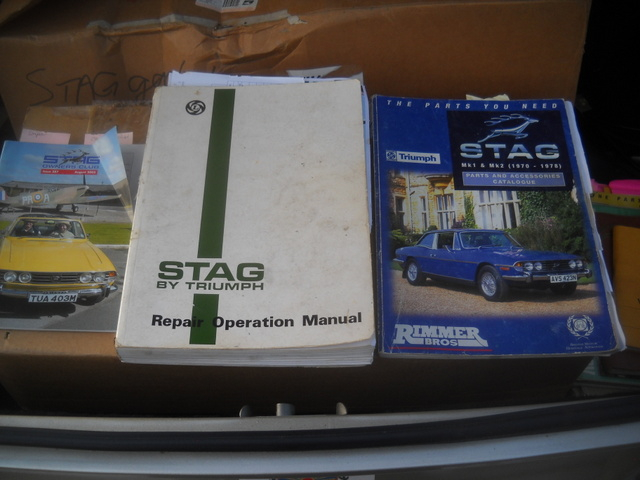 STAG
STAG
OWNERS CLUB
TUA 403M
STAG
BY TRIUMPH
Repair Operation Manual
THE PARTS YOU NEED
STAG
Mk1 & Mk2 (1970 - 1978)
Triumph
PARTS AND ACCESSORIES
CATALOGUE
RIMMER
BROS